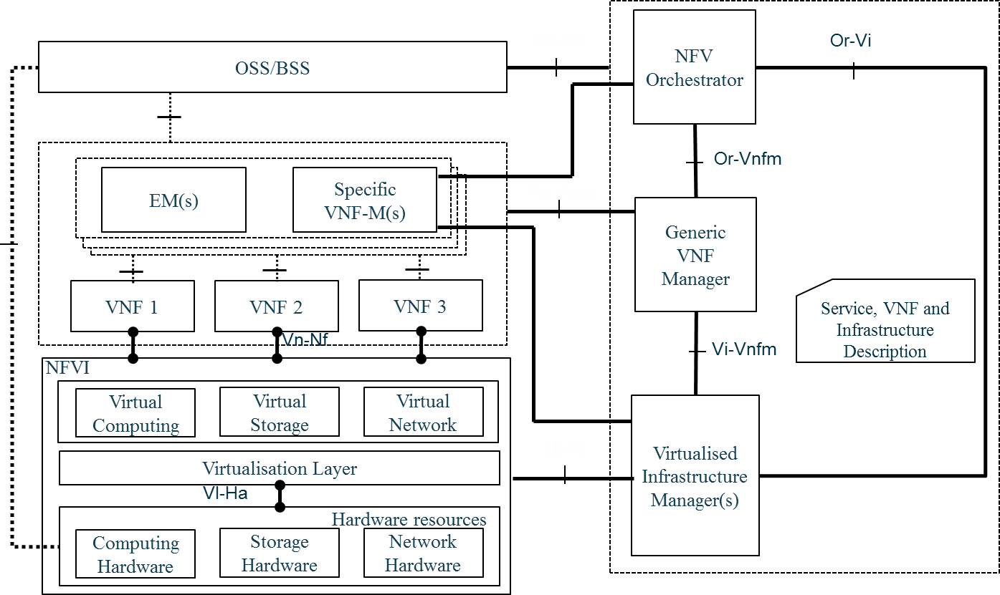 OSS/BSS
NFV
Orchestrator
Or-Vi
Or-Vnfm
EM(s)
Specific
VNF-M(s)
Generic
VNF
Manager
VNF 1
VNF 2
VNF 3
Service, VNF and
Infrastructure
Description
Vn-Nf
Vi-Vnfm
NFVI
Virtual
Computing
Virtual
Storage
Virtual
Network
Virtualisation Layer
VI-Ha
Virtualised
Infrastructure
Manager(s)
Hardware resources
Computing
Hardware
Storage
Hardware
Network
Hardware